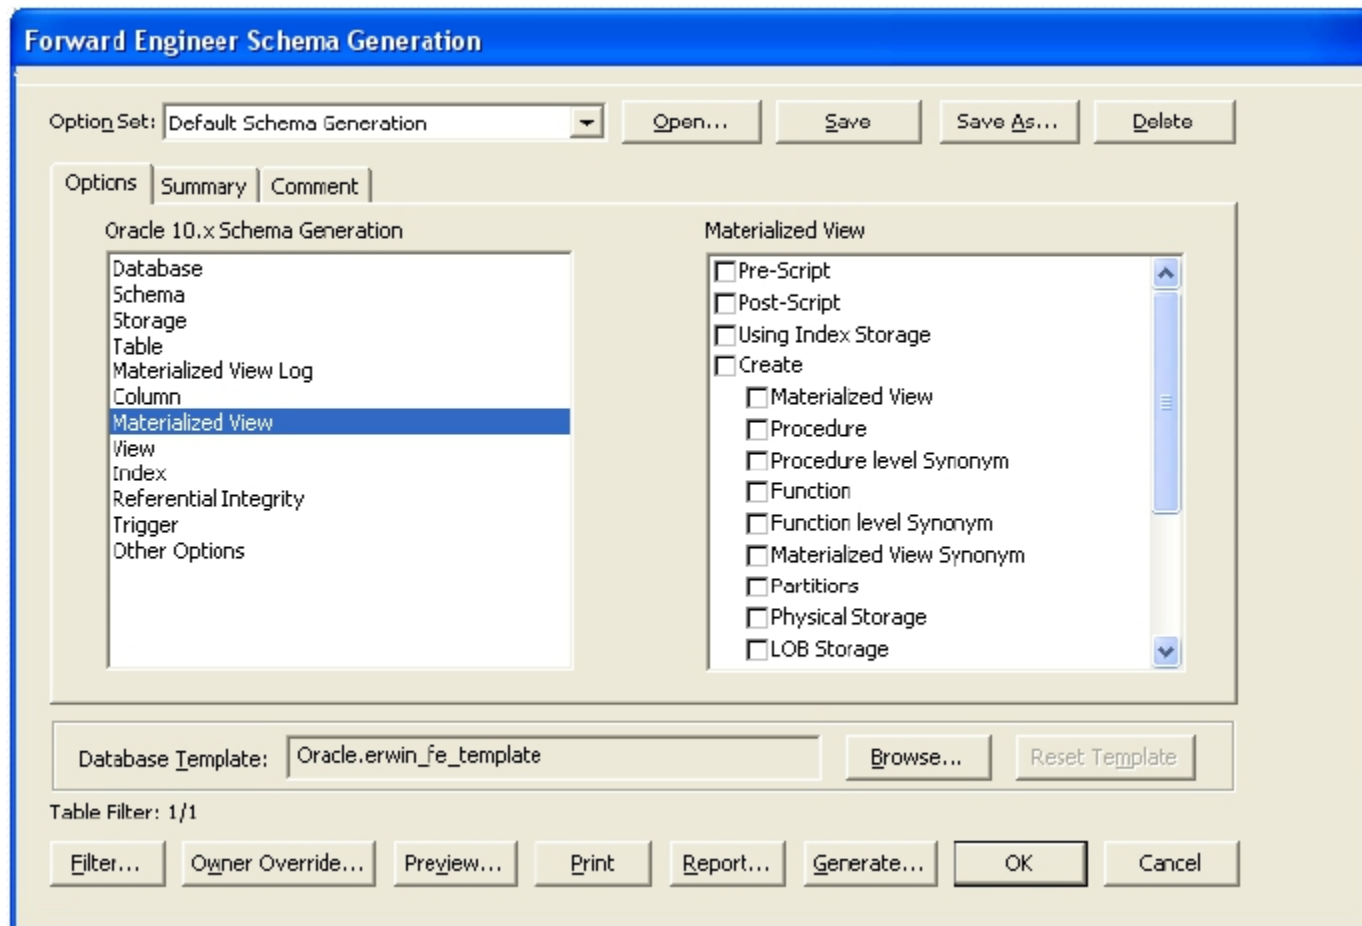 Forward Engineer Schema Generation
Option Set: Default Schema Generation Open... Save Save As... Delete
Options Summary Comment
Oracle 10.x Schema Generation
Database
Schema
Storage
Table
Materialized View Log
Column
Materialized View
View
Index
Referential Integrity
Trigger
Other Options
Materialized View
Pre-Script
Post-Script
Using Index Storage
Create
Materialized View
Procedure
Procedure level Synonym
Function
Function level Synonym
Materialized View Synonym
Partitions
Physical Storage
LOB Storage
Database Template: Oracle.erwin_fe_template Browse... Reset Template
Table Filter: 1/1
Filter... Owner Override... Preview... Print Report... Generate... OK Cancel